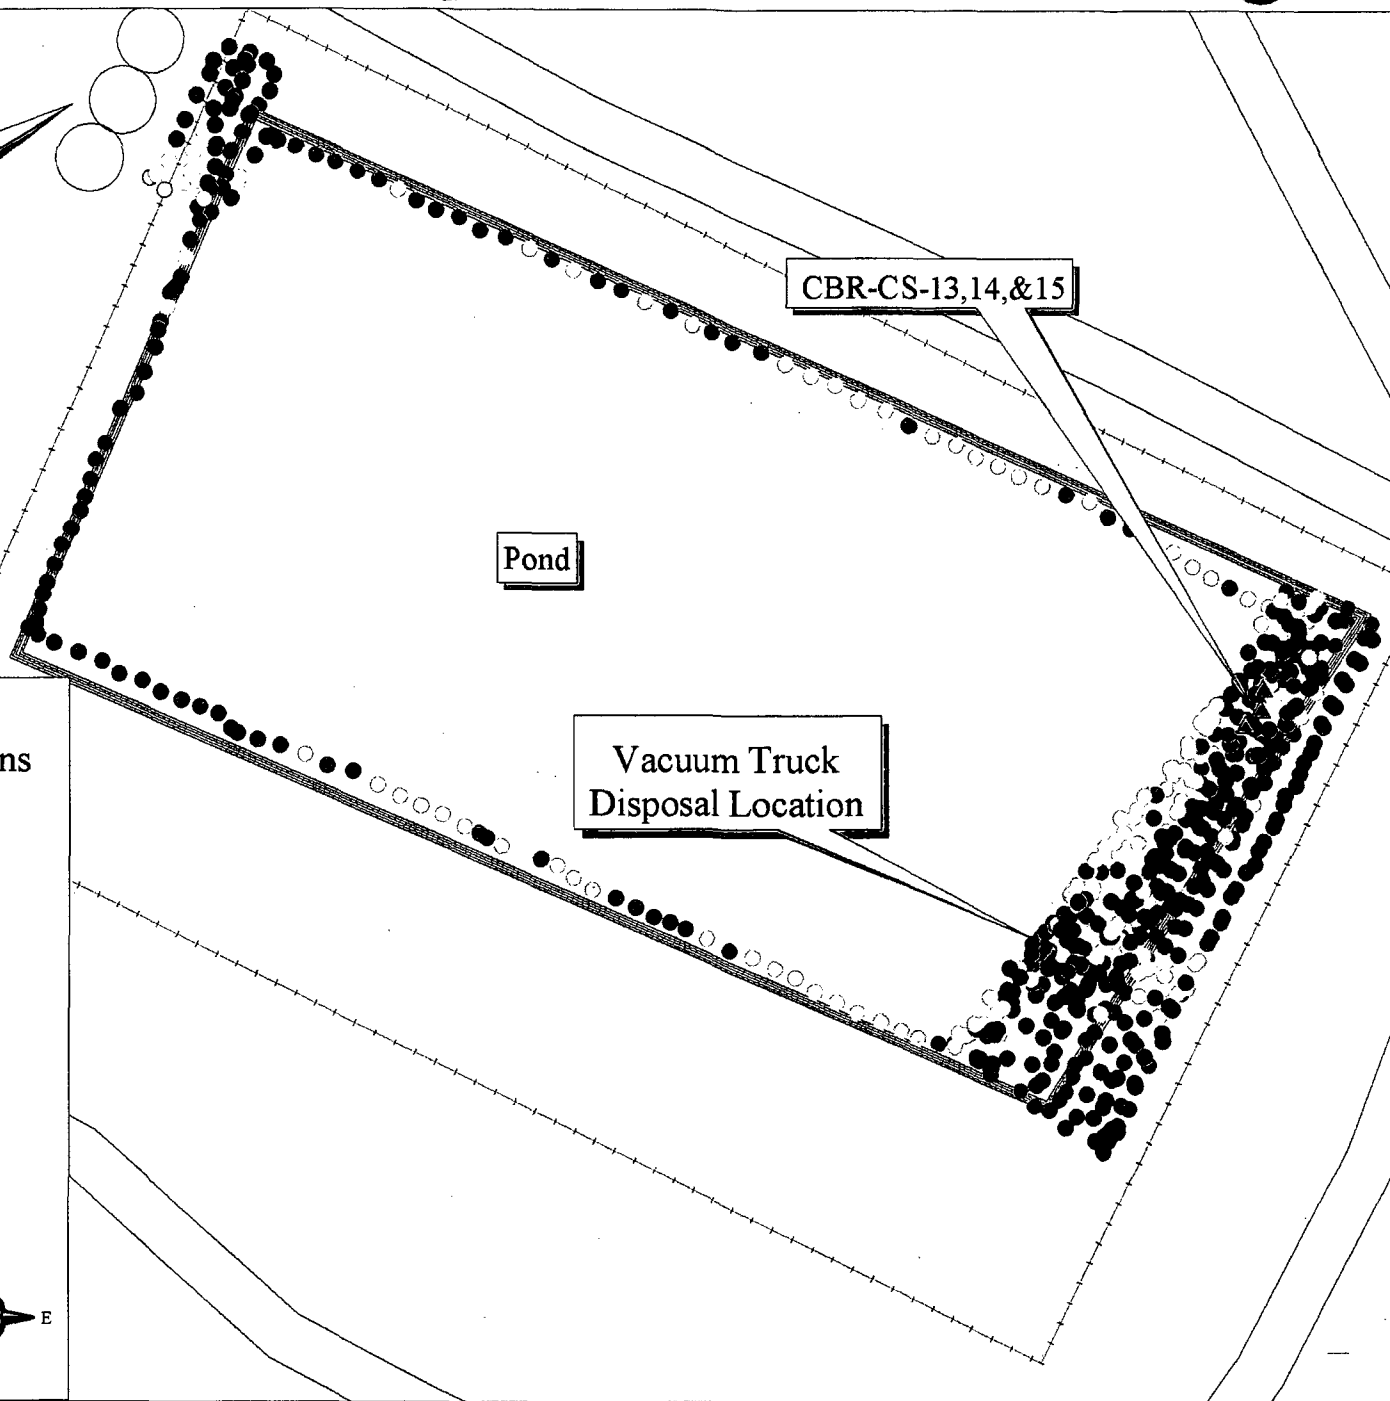 CBR-CS-13,14,&15
Pond
Vacuum Truck
Disposal Location
ns
E